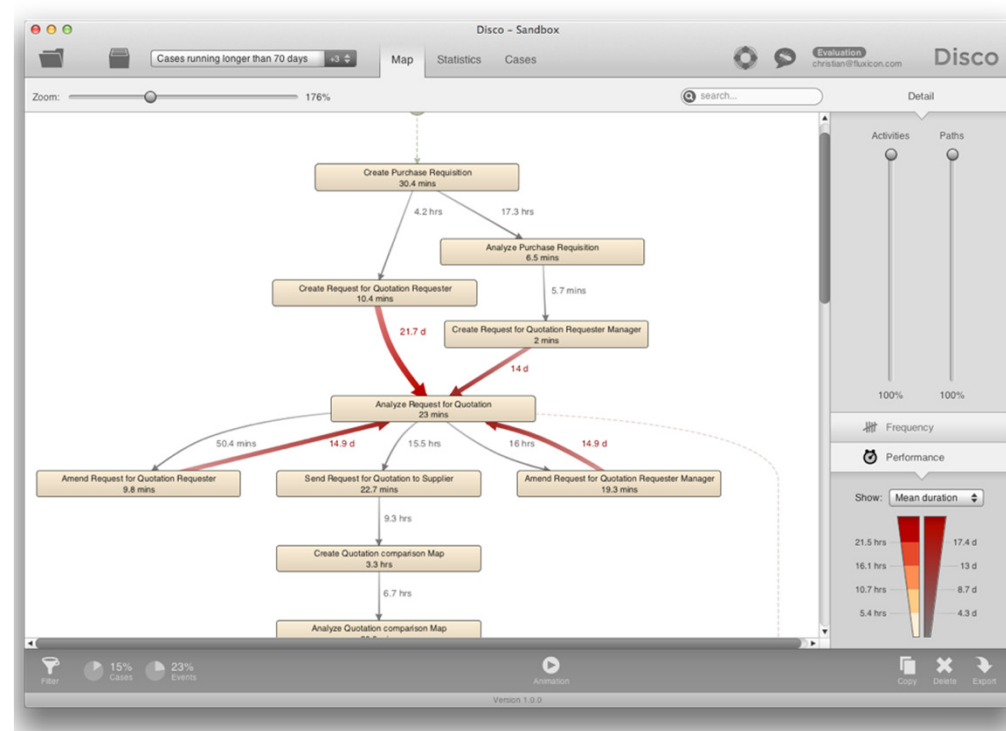 Disco – Sandbox
Cases running longer than 70 days
+3
Map
Statistics
Cases
Evaluation
christian@fluxicon.com
Disco
Zoom:
176%
search...
Detail
Activities
Paths
Create Purchase Requisition
30.4 mins
4.2 hrs
17.3 hrs
Analyze Purchase Requisition
6.5 mins
Create Request for Quotation Requester
10.4 mins
5.7 mins
21.7 d
Create Request for Quotation Requester Manager
2 mins
14 d
100%
100%
Analyze Request for Quotation
23 mins
Frequency
50.4 mins
14.9 d
15.5 hrs
16 hrs
14.9 d
Performance
Amend Request for Quotation Requester
9.8 mins
Send Request for Quotation to Supplier
22.7 mins
Amend Request for Quotation Requester Manager
19.3 mins
Show:
Mean duration
9.3 hrs
21.5 hrs
17.4 d
Create Quotation comparison Map
3.3 hrs
16.1 hrs
13 d
6.7 hrs
10.7 hrs
8.7 d
5.4 hrs
4.3 d
Analyze Quotation comparison Map
Filter
15%
Cases
23%
Events
Animation
Copy
Delete
Export
Version 1.0.0